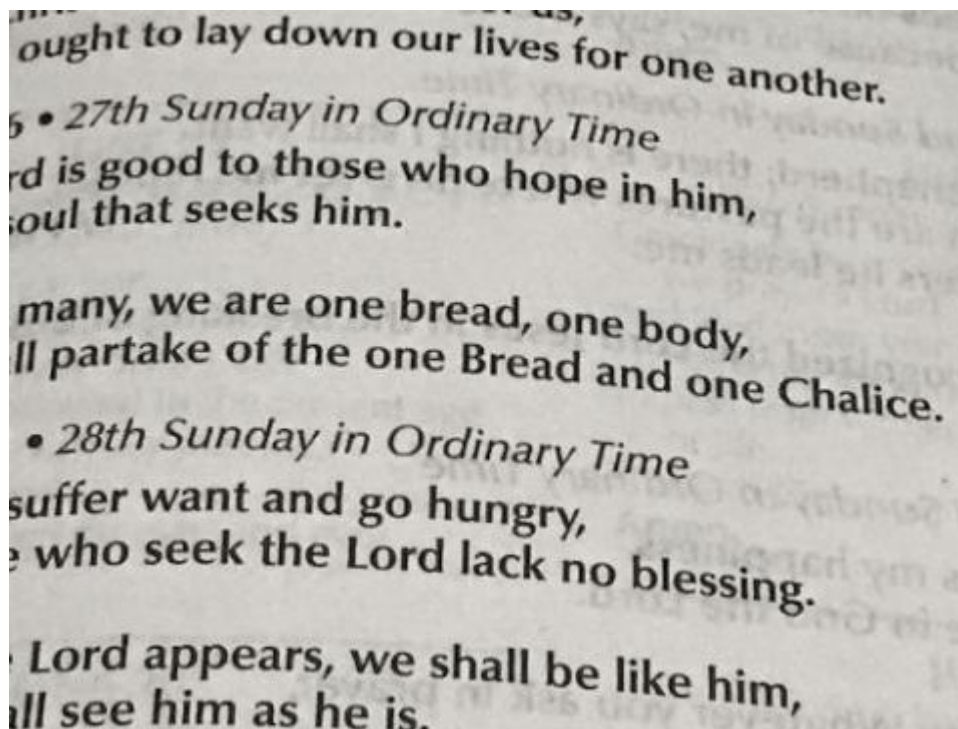 us,
ought to lay down our lives for one another.
• 27th Sunday in Ordinary Time
rd is good to those who hope in him,
soul that seeks him.
many, we are one bread, one body,
ll partake of the one Bread and one Chalice.
• 28th Sunday in Ordinary Time
suffer want and go hungry,
who seek the Lord lack no blessing.
Lord appears, we shall be like him,
all see him as he is.